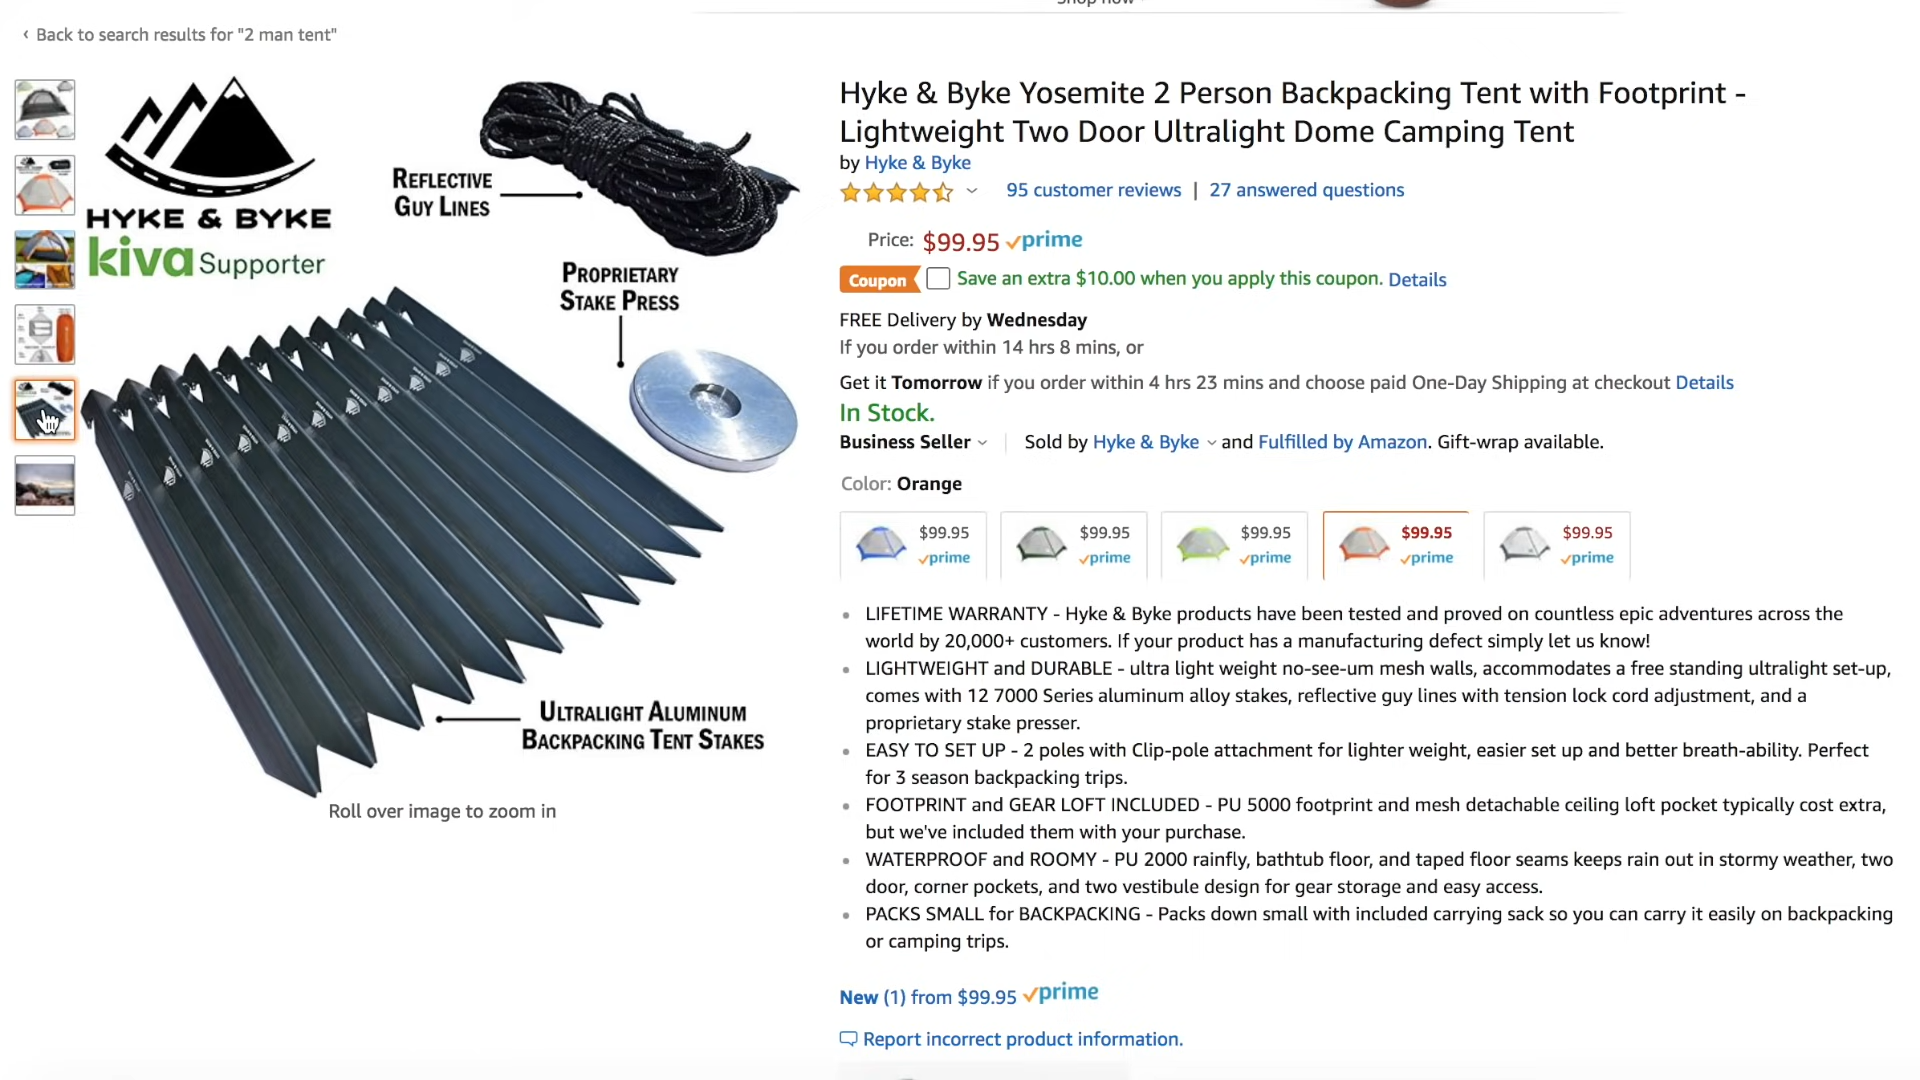 Shop now
‹ Back to search results for "2 man tent"
HYKE & BYKE
kiva Supporter
REFLECTIVE
GUY LINES
PROPRIETARY
STAKE PRESS
ULTRALIGHT ALUMINUM
BACKPACKING TENT STAKES
Roll over image to zoom in
Hyke & Byke Yosemite 2 Person Backpacking Tent with Footprint -
Lightweight Two Door Ultralight Dome Camping Tent
by Hyke & Byke
95 customer reviews | 27 answered questions
Price: $99.95 prime
Coupon Save an extra $10.00 when you apply this coupon. Details
FREE Delivery by Wednesday
If you order within 14 hrs 8 mins, or
Get it Tomorrow if you order within 4 hrs 23 mins and choose paid One-Day Shipping at checkout Details
In Stock.
Business Seller | Sold by Hyke & Byke and Fulfilled by Amazon. Gift-wrap available.
Color: Orange
$99.95 $99.95 $99.95 $99.95 $99.95
prime prime prime prime prime
• LIFETIME WARRANTY - Hyke & Byke products have been tested and proved on countless epic adventures across the
world by 20,000+ customers. If your product has a manufacturing defect simply let us know!
• LIGHTWEIGHT and DURABLE - ultra light weight no-see-um mesh walls, accommodates a free standing ultralight set-up,
comes with 12 7000 Series aluminum alloy stakes, reflective guy lines with tension lock cord adjustment, and a
proprietary stake presser.
• EASY TO SET UP - 2 poles with Clip-pole attachment for lighter weight, easier set up and better breath-ability. Perfect
for 3 season backpacking trips.
• FOOTPRINT and GEAR LOFT INCLUDED - PU 5000 footprint and mesh detachable ceiling loft pocket typically cost extra,
but we've included them with your purchase.
• WATERPROOF and ROOMY - PU 2000 rainfly, bathtub floor, and taped floor seams keeps rain out in stormy weather, two
door, corner pockets, and two vestibule design for gear storage and easy access.
• PACKS SMALL for BACKPACKING - Packs down small with included carrying sack so you can carry it easily on backpacking
or camping trips.
New (1) from $99.95 prime
Report incorrect product information.